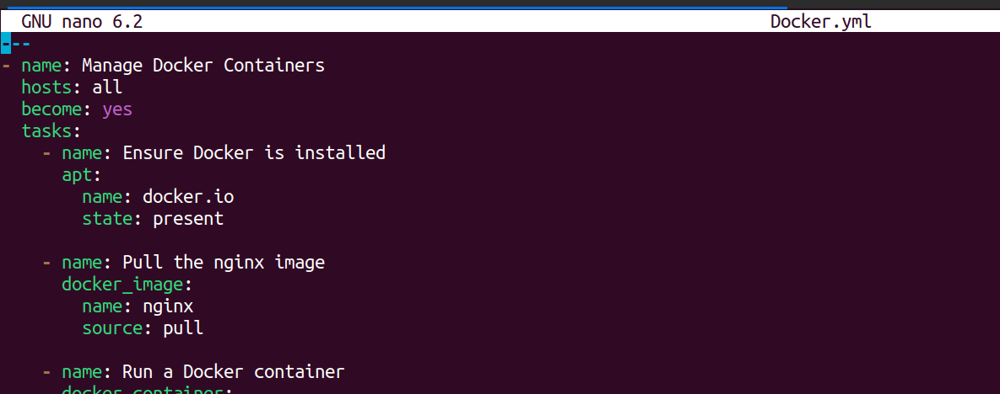 GNU nano 6.2 Docker.yml
---
- name: Manage Docker Containers
  hosts: all
  become: yes
  tasks:
    - name: Ensure Docker is installed
      apt:
        name: docker.io
        state: present

    - name: Pull the nginx image
      docker_image:
        name: nginx
        source: pull

    - name: Run a Docker container
      docker_container: